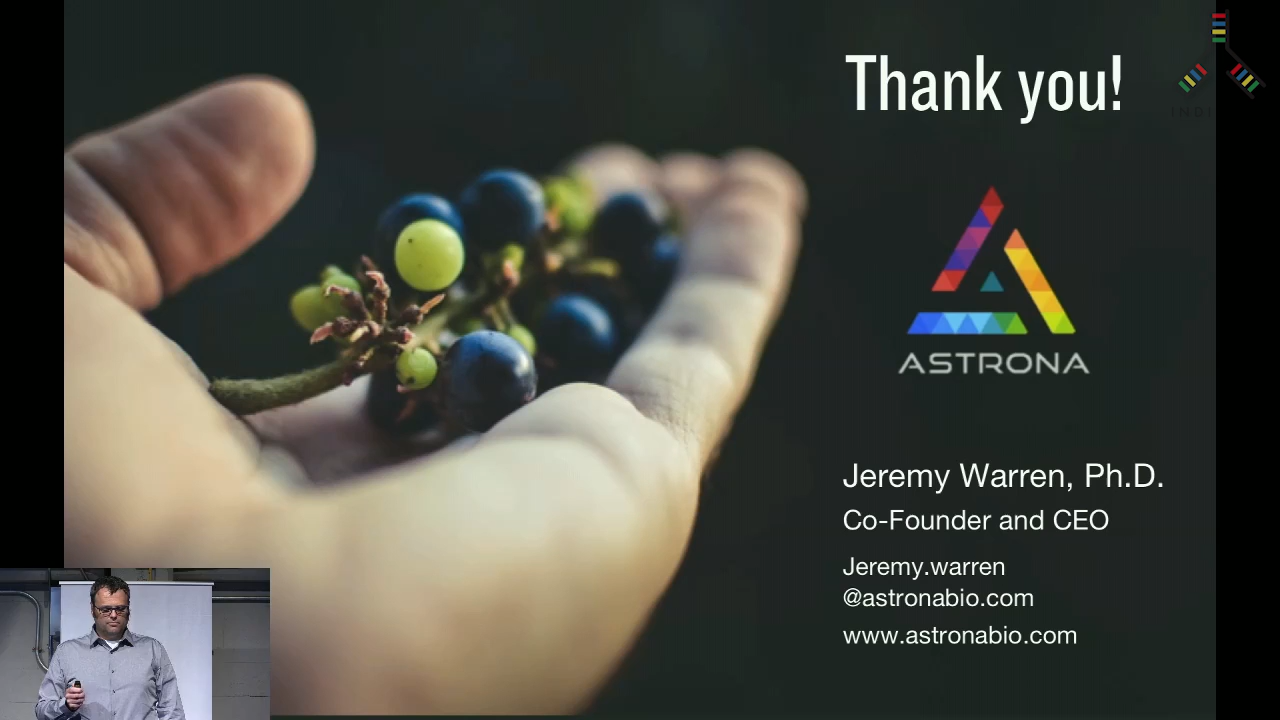 Thank you!
ASTRONA
Jeremy Warren, Ph.D.
Co-Founder and CEO
Jeremy.warren
@astronabio.com
www.astronabio.com